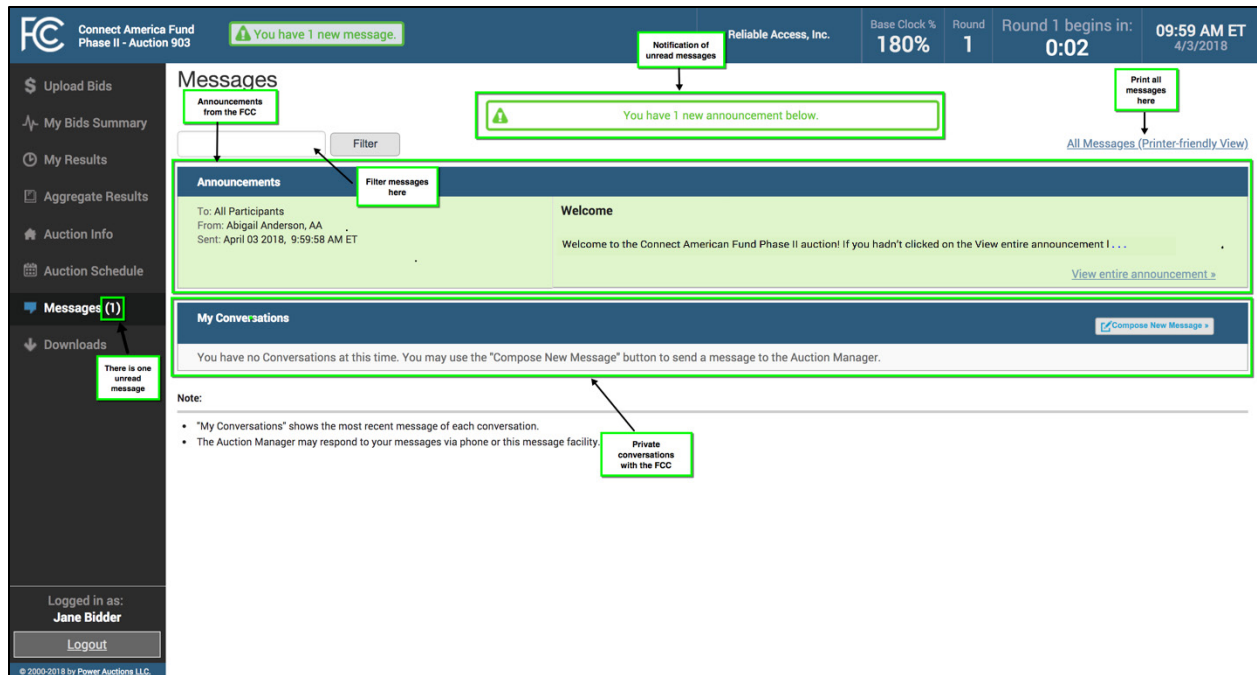 FCC
Connect America Fund
Phase II - Auction 903
You have 1 new message.
Reliable Access, Inc.
Base Clock %
180%
Round
1
Round 1 begins in:
0:02
09:59 AM ET
4/3/2018
Notification of
unread messages
Upload Bids
My Bids Summary
My Results
Aggregate Results
Auction Info
Auction Schedule
Messages (1)
Downloads
There is one
unread
message
Logged in as:
Jane Bidder
Logout
© 2000-2018 by Power Auctions LLC.
Messages
Announcements
from the FCC
You have 1 new announcement below.
Print all
messages
here
Filter
All Messages (Printer-friendly View)
Filter messages
here
Announcements
To: All Participants
From: Abigail Anderson, AA
Sent: April 03 2018, 9:59:58 AM ET
Welcome
Welcome to the Connect American Fund Phase II auction! If you hadn't clicked on the View entire announcement l . . .
View entire announcement »
My Conversations
Compose New Message »
You have no Conversations at this time. You may use the "Compose New Message" button to send a message to the Auction Manager.
Note:
• "My Conversations" shows the most recent message of each conversation.
• The Auction Manager may respond to your messages via phone or this message facility.
Private
conversations
with the FCC